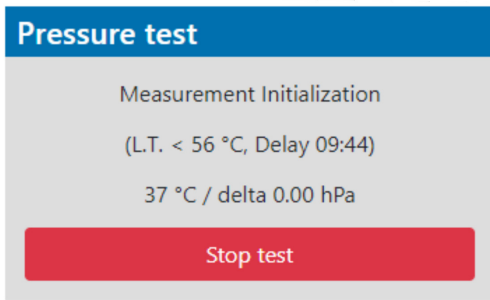 Pressure test
Measurement Initialization
(L.T. < 56 °C, Delay 09:44)
37 °C / delta 0.00 hPa
Stop test